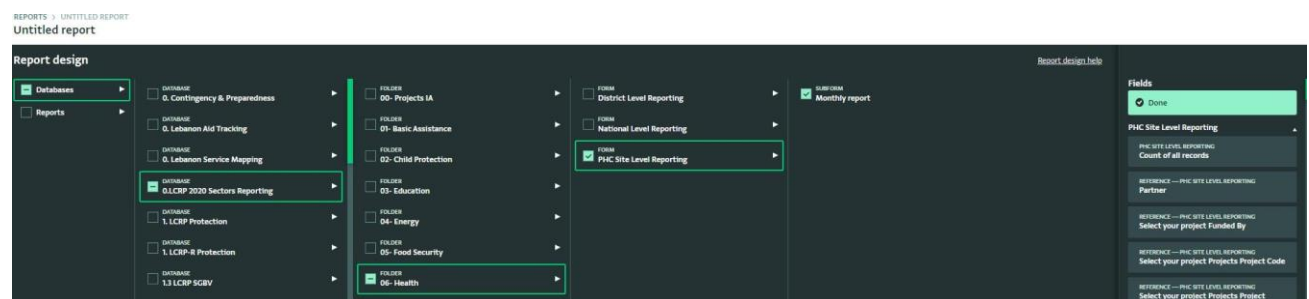 REPORTS > UNTITLED REPORT
Untitled report
Report design
Report design help
Databases
Reports
DATABASE
0. Contingency & Preparedness
DATABASE
0. Lebanon Aid Tracking
DATABASE
0. Lebanon Service Mapping
DATABASE
0.LCRP 2020 Sectors Reporting
DATABASE
1. LCRP Protection
DATABASE
1. LCRP-R Protection
DATABASE
1.3 LCRP SGBV
FOLDER
00- Projects IA
FOLDER
01- Basic Assistance
FOLDER
02- Child Protection
FOLDER
03- Education
FOLDER
04- Energy
FOLDER
05- Food Security
FOLDER
06- Health
FORM
District Level Reporting
FORM
National Level Reporting
FORM
PHC Site Level Reporting
SUBFORM
Monthly report
Fields
Done
PHC Site Level Reporting
PHC SITE LEVEL REPORTING
Count of all records
REFERENCE — PHC SITE LEVEL REPORTING
Partner
REFERENCE — PHC SITE LEVEL REPORTING
Select your project Funded By
REFERENCE — PHC SITE LEVEL REPORTING
Select your project Projects Project Code
REFERENCE — PHC SITE LEVEL REPORTING
Select your project Projects Project